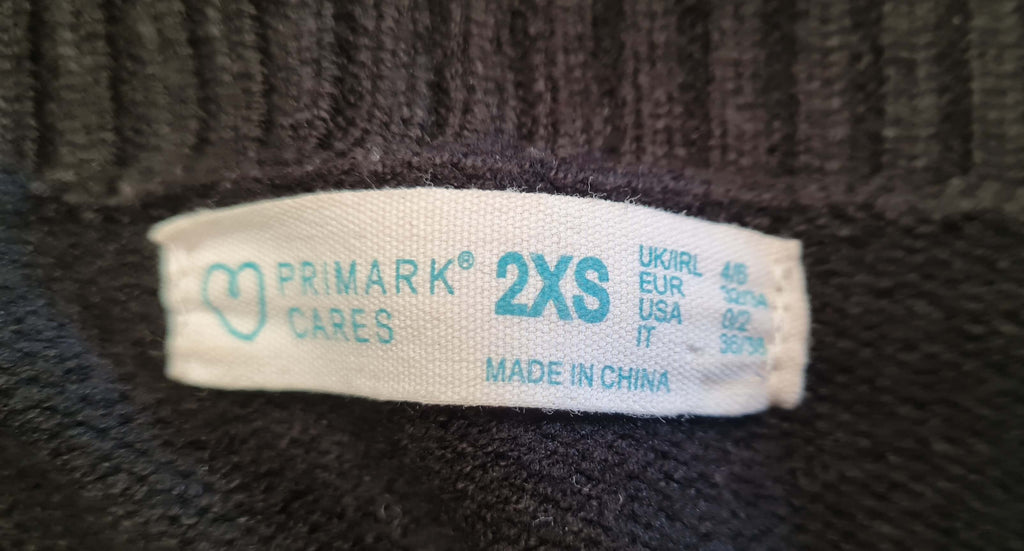 PRIMARK®
CARES
2XS
UK/IRL 4/6
EUR 32/34
USA 0/2
IT 36/38
MADE IN CHINA